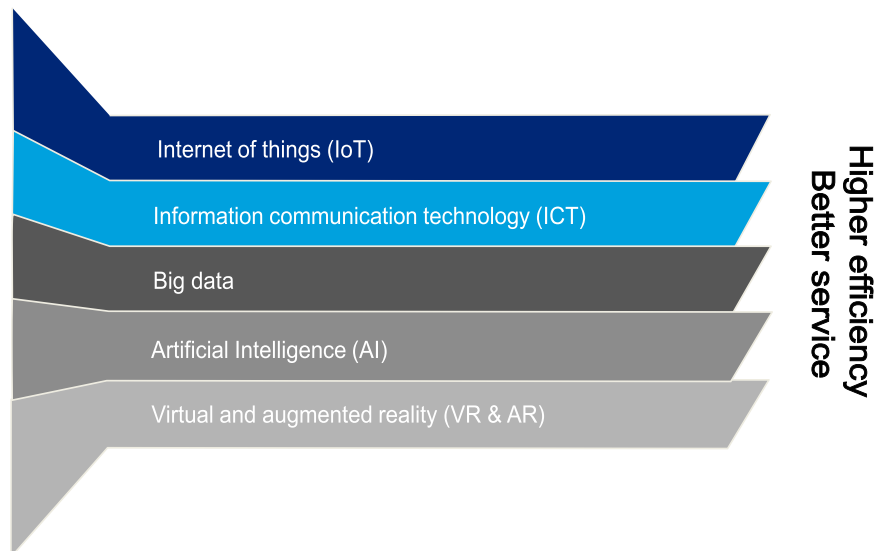 Internet of things (IoT)
Information communication technology (ICT)
Big data
Artificial Intelligence (AI)
Virtual and augmented reality (VR & AR)
Higher efficiency
Better service